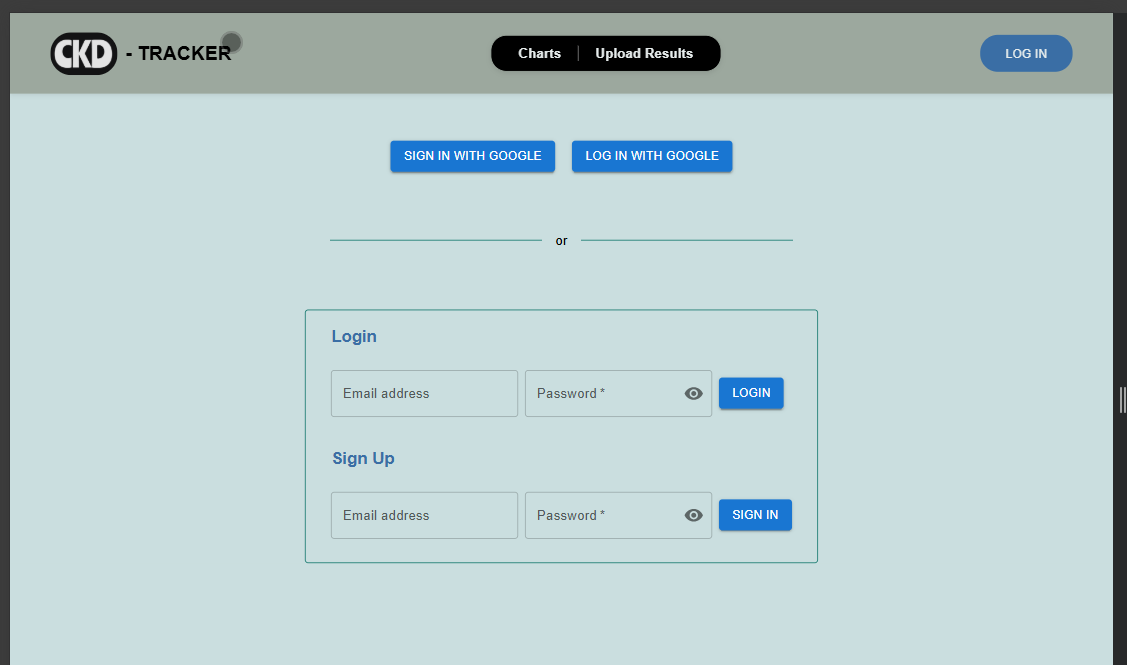 CKD - TRACKER Charts | Upload Results LOG IN
SIGN IN WITH GOOGLE LOG IN WITH GOOGLE
or
Login
Email address Password * LOGIN
Sign Up
Email address Password * SIGN IN